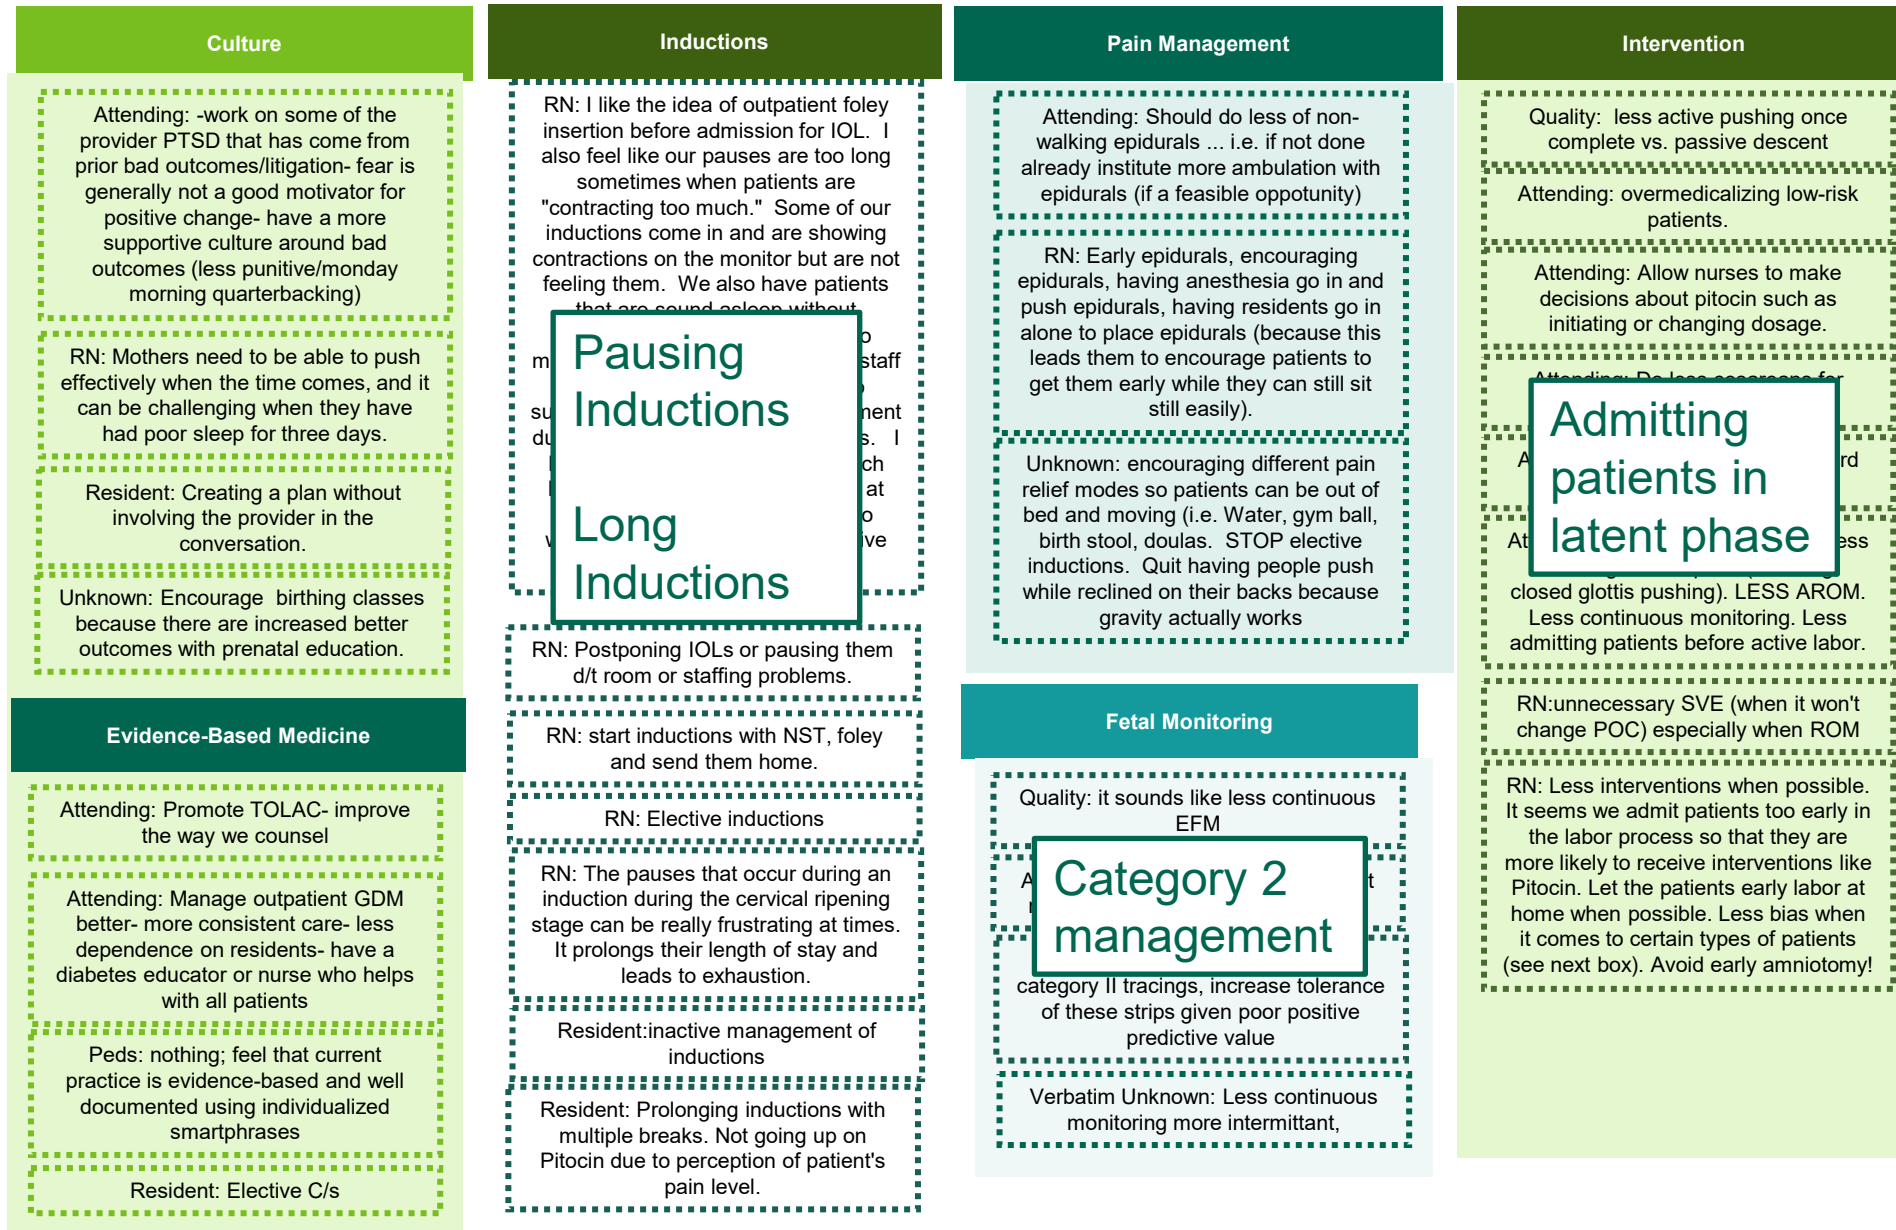 Culture
Attending: -work on some of the
provider PTSD that has come from
prior bad outcomes/litigation- fear is
generally not a good motivator for
positive change- have a more
supportive culture around bad
outcomes (less punitive/monday
morning quarterbacking)
RN: Mothers need to be able to push
effectively when the time comes, and it
can be challenging when they have
had poor sleep for three days.
Resident: Creating a plan without
involving the provider in the
conversation.
Unknown: Encourage birthing classes
because there are increased better
outcomes with prenatal education.
Evidence-Based Medicine
Attending: Promote TOLAC- improve
the way we counsel
Attending: Manage outpatient GDM
better- more consistent care- less
dependence on residents- have a
diabetes educator or nurse who helps
with all patients
Peds: nothing; feel that current
practice is evidence-based and well
documented using individualized
smartphrases
Resident: Elective C/s
Inductions
RN: I like the idea of outpatient foley
insertion before admission for IOL. I
also feel like our pauses are too long
sometimes when patients are
"contracting too much." Some of our
inductions come in and are showing
contractions on the monitor but are not
feeling them. We also have patients
that are sound asleep without
staff
I
at
Pausing
Inductions
Long
Inductions
RN: Postponing IOLs or pausing them
d/t room or staffing problems.
RN: start inductions with NST, foley
and send them home.
RN: Elective inductions
RN: The pauses that occur during an
induction during the cervical ripening
stage can be really frustrating at times.
It prolongs their length of stay and
leads to exhaustion.
Resident:inactive management of
inductions
Resident: Prolonging inductions with
multiple breaks. Not going up on
Pitocin due to perception of patient's
pain level.
Pain Management
Attending: Should do less of non-
walking epidurals ... i.e. if not done
already institute more ambulation with
epidurals (if a feasible oppotunity)
RN: Early epidurals, encouraging
epidurals, having anesthesia go in and
push epidurals, having residents go in
alone to place epidurals (because this
leads them to encourage patients to
get them early while they can still sit
still easily).
Unknown: encouraging different pain
relief modes so patients can be out of
bed and moving (i.e. Water, gym ball,
birth stool, doulas. STOP elective
inductions. Quit having people push
while reclined on their backs because
gravity actually works
Fetal Monitoring
Quality: it sounds like less continuous
EFM
Category 2
management
category II tracings, increase tolerance
of these strips given poor positive
predictive value
Verbatim Unknown: Less continuous
monitoring more intermittant,
Intervention
Quality: less active pushing once
complete vs. passive descent
Attending: overmedicalizing low-risk
patients.
Attending: Allow nurses to make
decisions about pitocin such as
initiating or changing dosage.
Attending: Do less cesareans for
Admitting
patients in
latent phase
closed glottis pushing). LESS AROM.
Less continuous monitoring. Less
admitting patients before active labor.
RN:unnecessary SVE (when it won't
change POC) especially when ROM
RN: Less interventions when possible.
It seems we admit patients too early in
the labor process so that they are
more likely to receive interventions like
Pitocin. Let the patients early labor at
home when possible. Less bias when
it comes to certain types of patients
(see next box). Avoid early amniotomy!